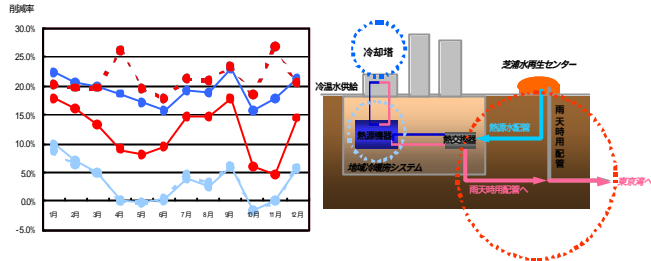 削減率
30.0%
25.0%
20.0%
15.0%
10.0%
5.0%
0.0%
-5.0%
1月 2月 3月 4月 5月 6月 7月 8月 9月 10月 11月 12月
冷却塔
芝浦水再生センター
冷温水供給
熱源機器
熱交換器
熱源水配管
雨天時用配管
地域冷暖房システム
雨天時用配管へ
東京湾へ